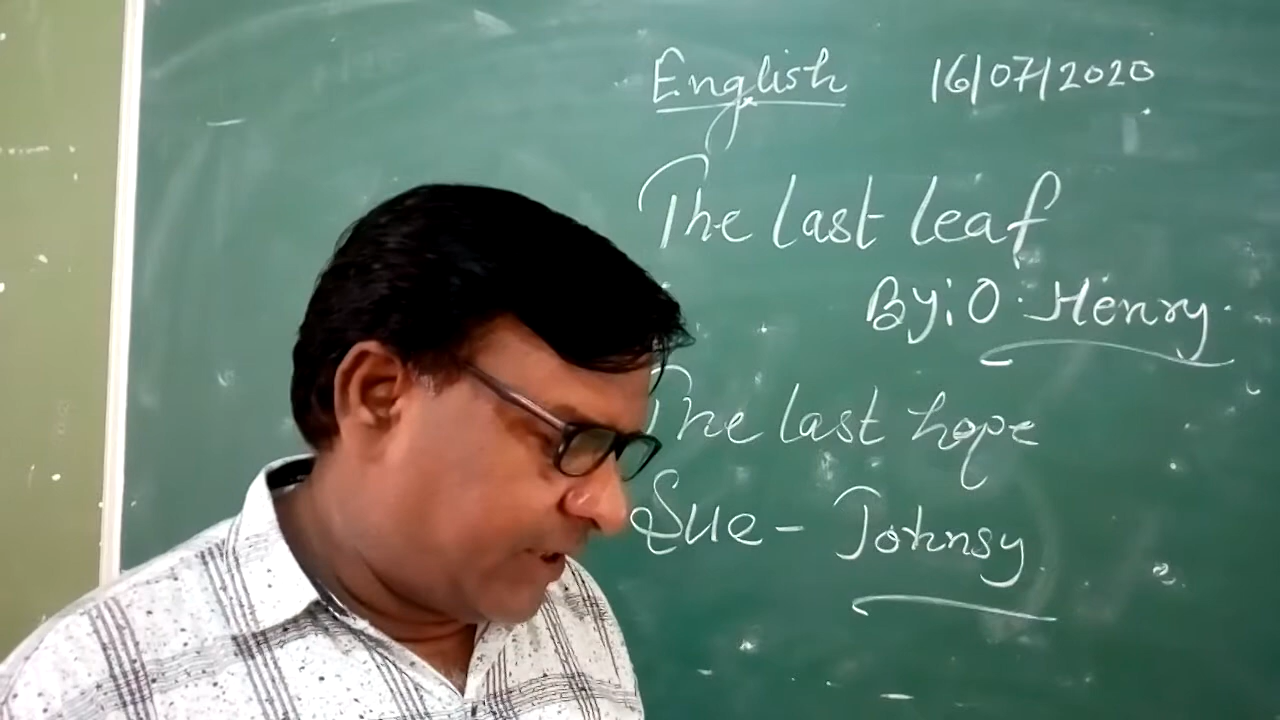 English 16/07/2020
The last leaf
By: O. Henry.
The last hope
Sue - Johnsy